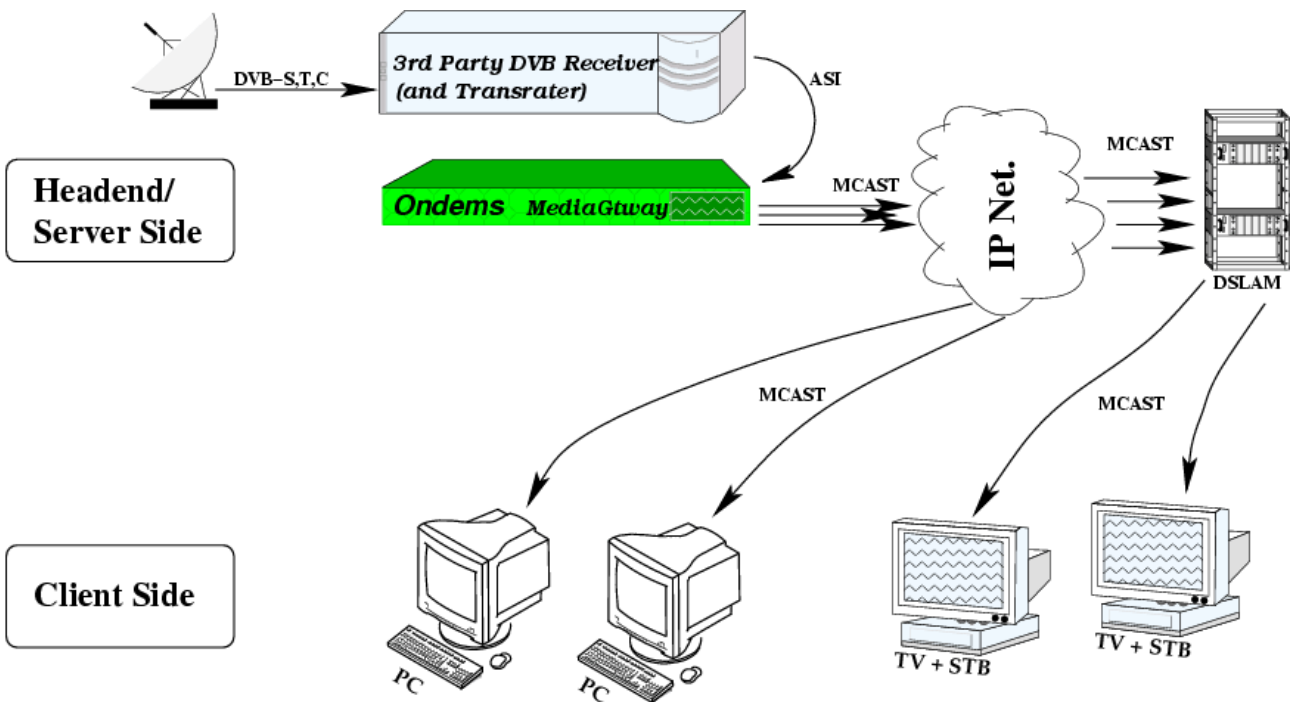 DVB-S,T,C
3rd Party DVB Receiver
(and Transrater)
ASI
Headend/
Server Side
Ondems MediaGtway
MCAST
IP Net.
MCAST
DSLAM
MCAST
MCAST
Client Side
PC
PC
TV + STB
TV + STB